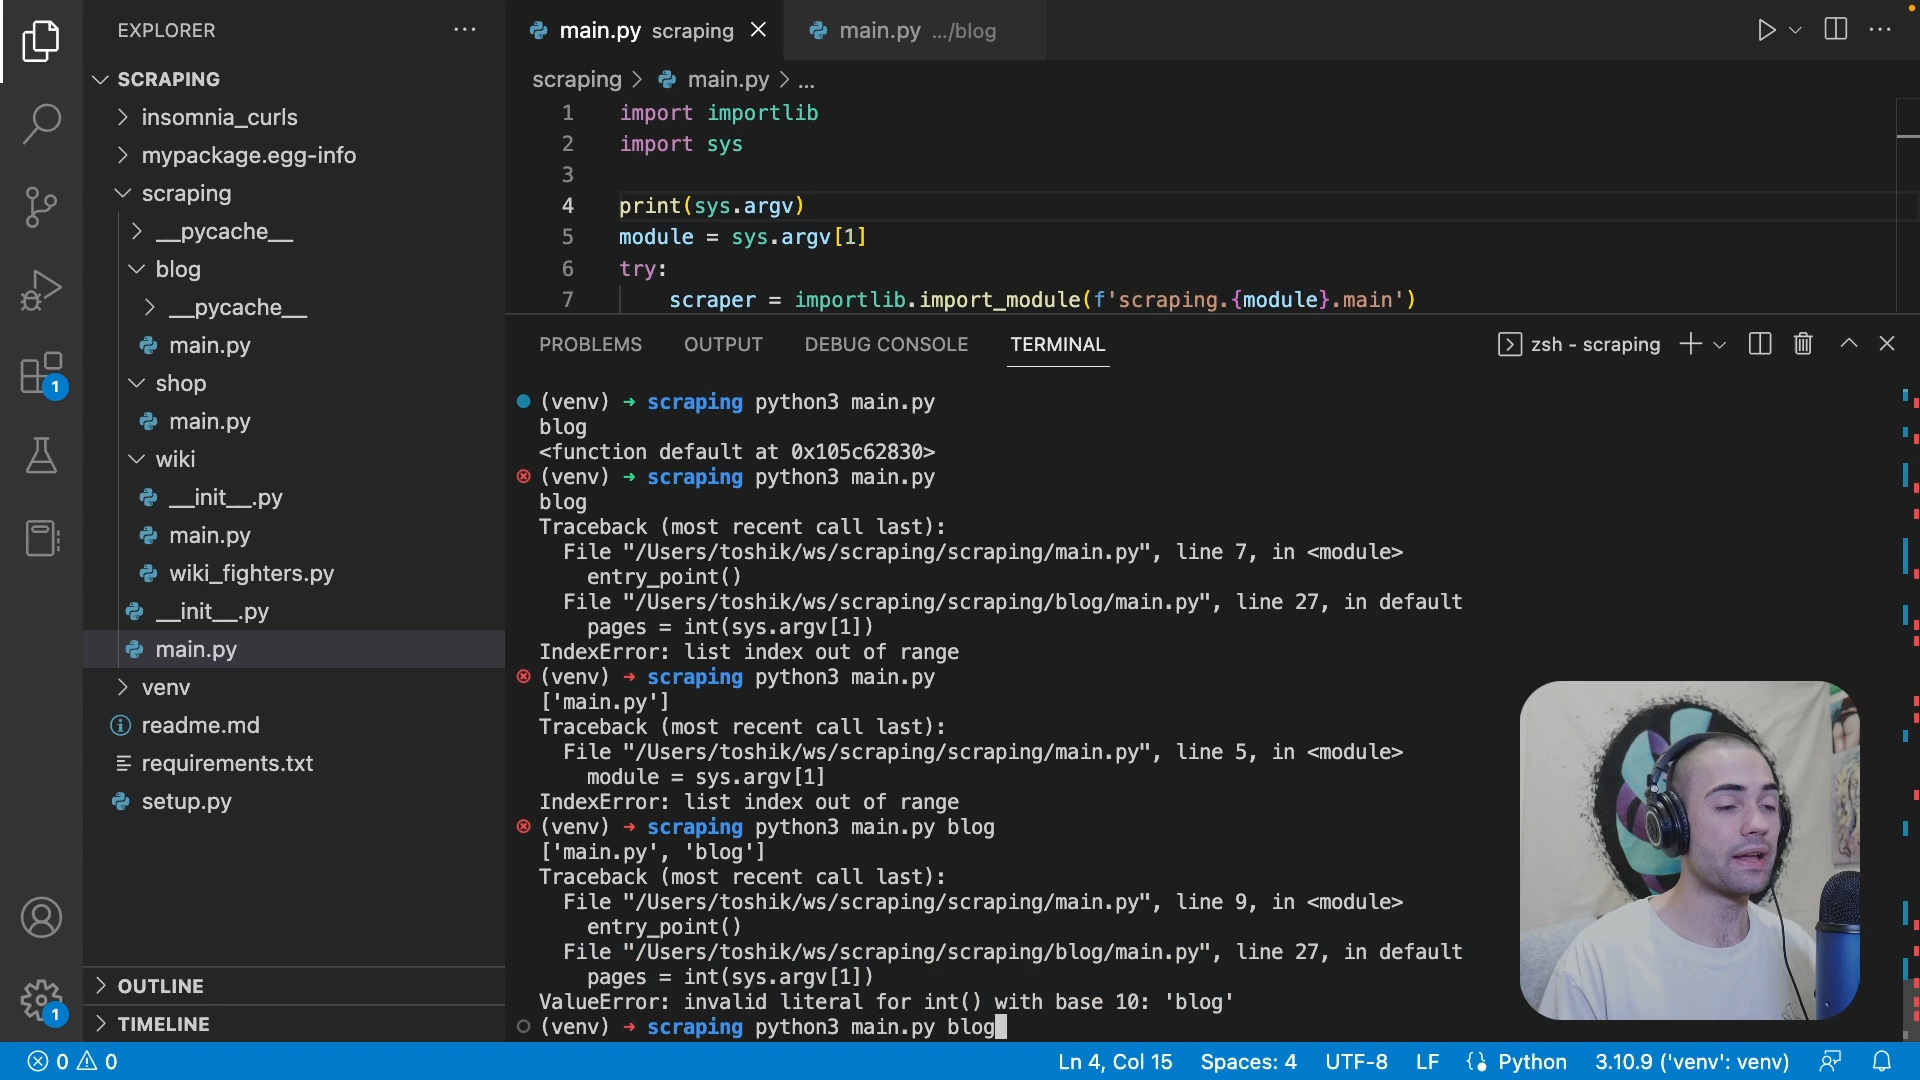 EXPLORER
SCRAPING
insomnia_curls
mypackage.egg-info
scraping
__pycache__
blog
__pycache__
main.py
shop
main.py
wiki
__init__.py
main.py
wiki_fighters.py
__init__.py
main.py
venv
readme.md
requirements.txt
setup.py
OUTLINE
TIMELINE
1
1
main.py scraping
main.py .../blog
scraping > main.py > ...
1 import importlib
2 import sys
3
4 print(sys.argv)
5 module = sys.argv[1]
6 try:
7 scraper = importlib.import_module(f'scraping.{module}.main')
PROBLEMS OUTPUT DEBUG CONSOLE TERMINAL
zsh - scraping
(venv) → scraping python3 main.py
blog
<function default at 0x105c62830>
(venv) → scraping python3 main.py
blog
Traceback (most recent call last):
File "/Users/toshik/ws/scraping/scraping/main.py", line 7, in <module>
entry_point()
File "/Users/toshik/ws/scraping/scraping/blog/main.py", line 27, in default
pages = int(sys.argv[1])
IndexError: list index out of range
(venv) → scraping python3 main.py
['main.py']
Traceback (most recent call last):
File "/Users/toshik/ws/scraping/scraping/main.py", line 5, in <module>
module = sys.argv[1]
IndexError: list index out of range
(venv) → scraping python3 main.py blog
['main.py', 'blog']
Traceback (most recent call last):
File "/Users/toshik/ws/scraping/scraping/main.py", line 9, in <module>
entry_point()
File "/Users/toshik/ws/scraping/scraping/blog/main.py", line 27, in default
pages = int(sys.argv[1])
ValueError: invalid literal for int() with base 10: 'blog'
(venv) → scraping python3 main.py blog
0 0
Ln 4, Col 15 Spaces: 4 UTF-8 LF Python 3.10.9 ('venv': venv)